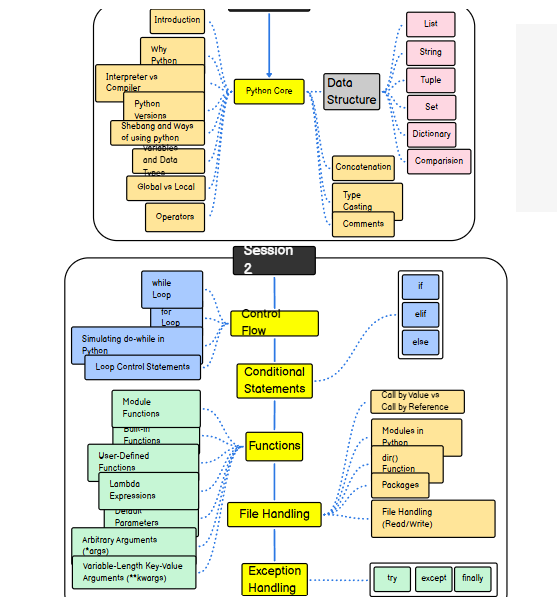 Introduction
Why
Python
Interpreter vs
Compiler
Python
Versions
Shebang and Ways
of using python
Variables
and Data
Types
Global vs Local
Operators
Python Core
Data
Structure
List
String
Tuple
Set
Dictionary
Comparision
Concatenation
Type
Casting
Comments
Session
2
while
Loop
for
Loop
Simulating do-while in
Python
Loop Control Statements
Control
Flow
if
elif
else
Conditional
Statements
Module
Functions
Built-in
Functions
User-Defined
Functions
Lambda
Expressions
Default
Parameters
Arbitrary Arguments
(*args)
Variable-Length Key-Value
Arguments (**kwargs)
Functions
File Handling
Call by Value vs
Call by Reference
Modules in
Python
dir()
Function
Packages
File Handling
(Read/Write)
Exception
Handling
try
except
finally